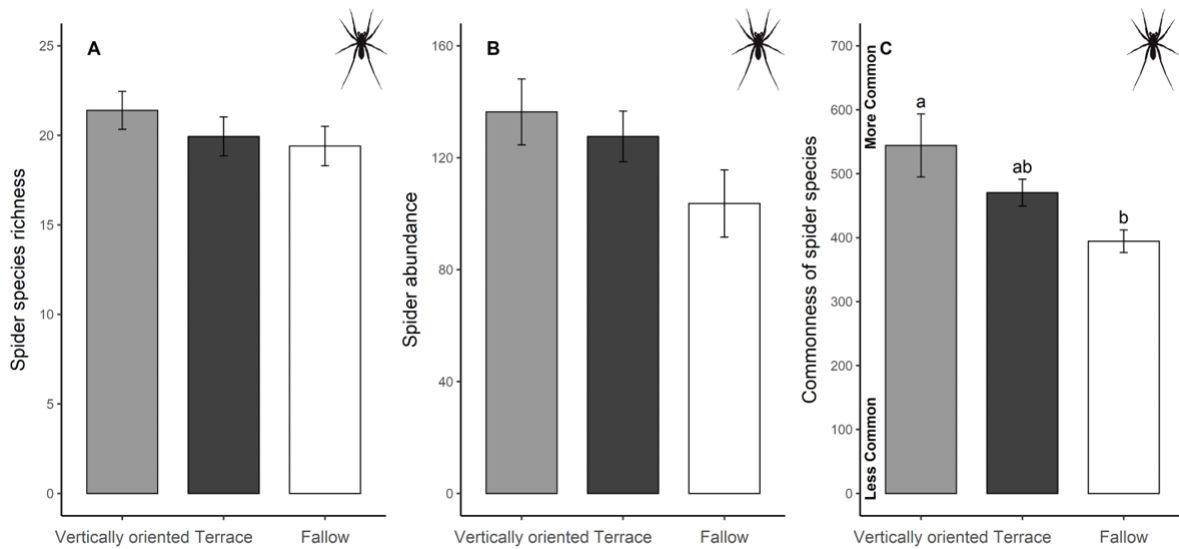 A
Spider species richness
25
20
15
10
5
0
Vertically oriented Terrace Fallow
B
Spider abundance
160
120
80
40
0
Vertically oriented Terrace Fallow
C
Commonness of spider species
700
600
500
400
300
200
100
0
More Common
Less Common
a
ab
b
Vertically oriented Terrace Fallow